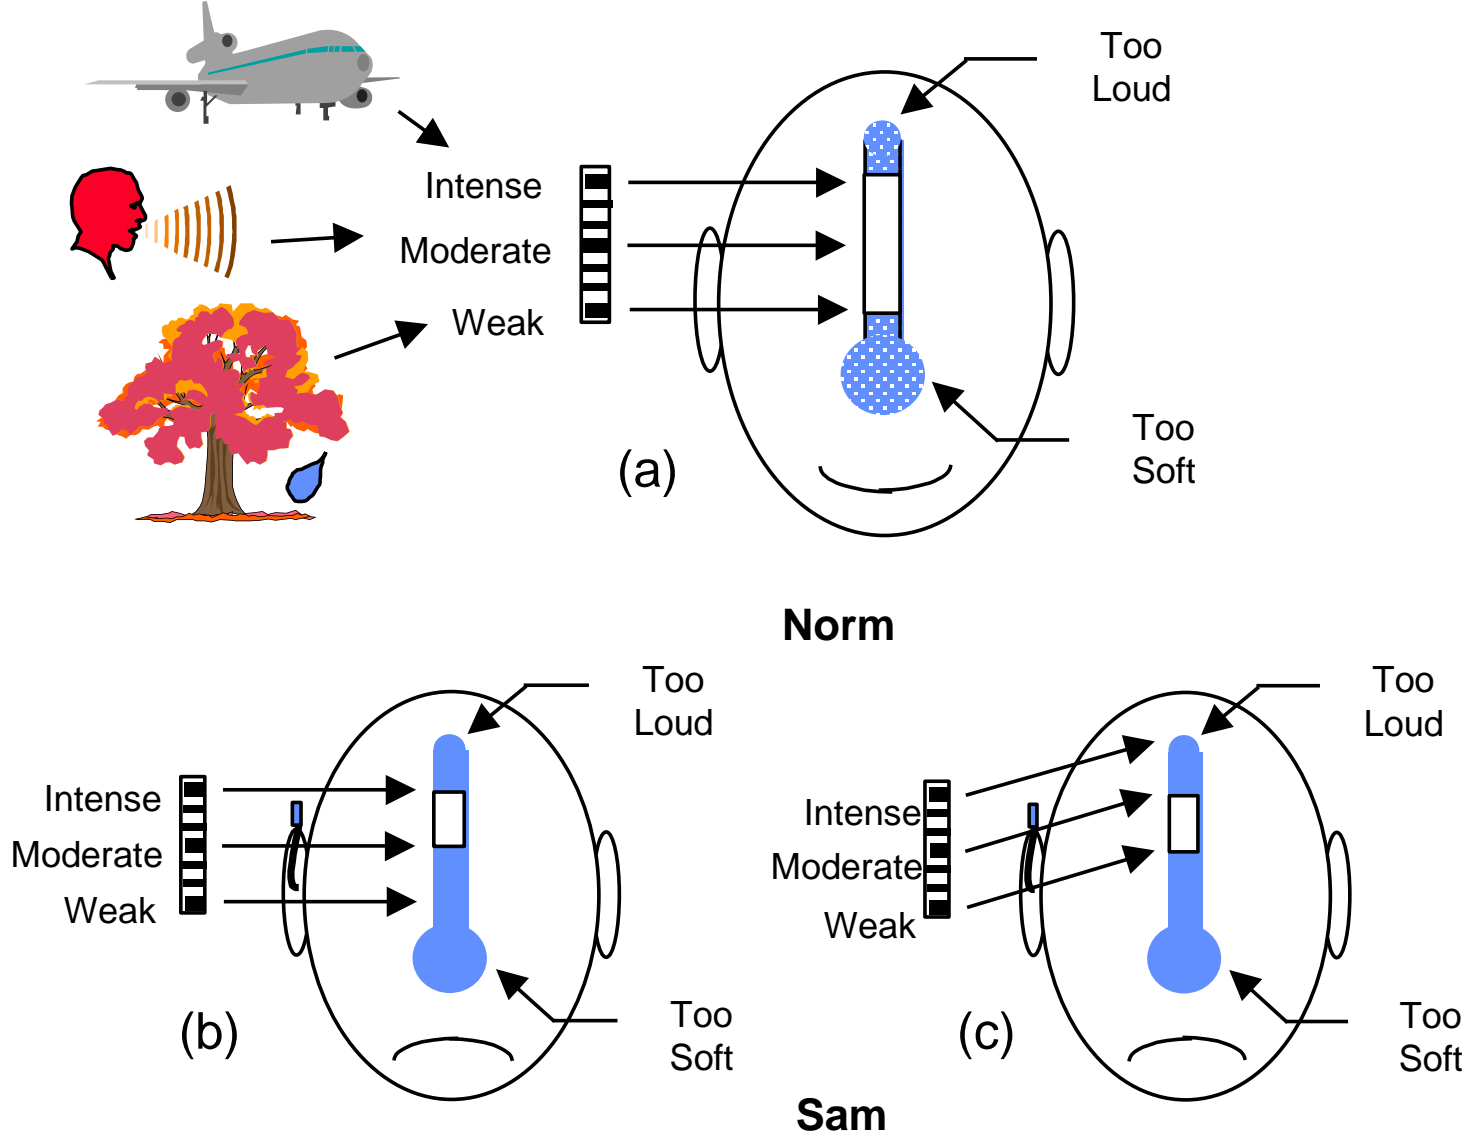 Too
Loud
Intense
Moderate
Weak
Too
Soft
(a)
Norm
Too
Loud
Intense
Moderate
Weak
Too
Soft
(b)
Too
Loud
Intense
Moderate
Weak
Too
Soft
(c)
Sam